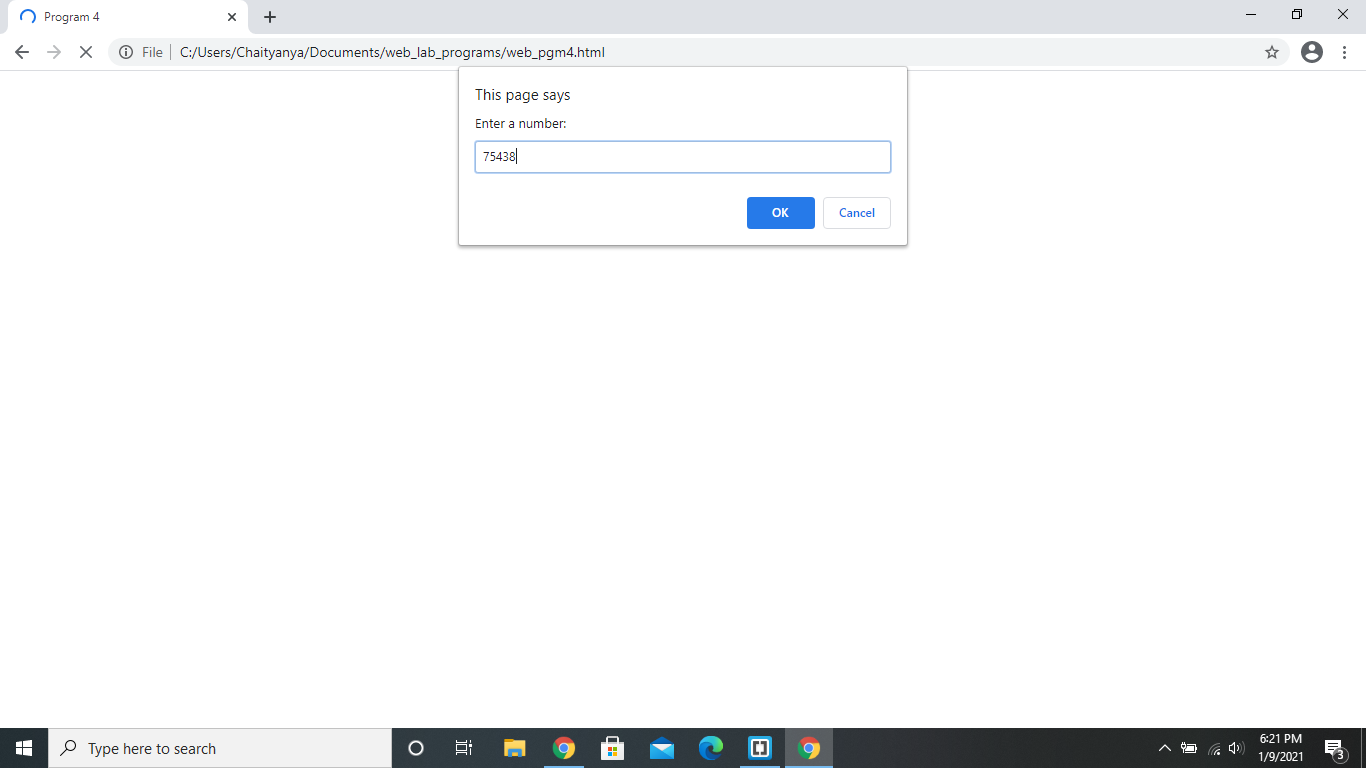 Program 4
File
C:/Users/Chaityanya/Documents/web_lab_programs/web_pgm4.html
This page says
Enter a number:
75438
OK
Cancel
Type here to search
6:21 PM
1/9/2021
3